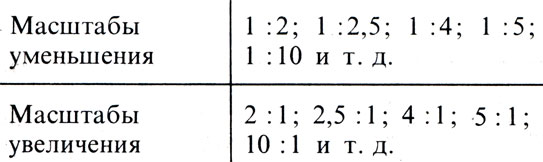 Масштабы 1 :2; 1 :2,5; 1 :4; 1 :5;
уменьшения 1 :10 и т. д.
Масштабы 2 :1; 2,5 :1; 4 :1; 5 :1;
увеличения 10 :1 и т. д.